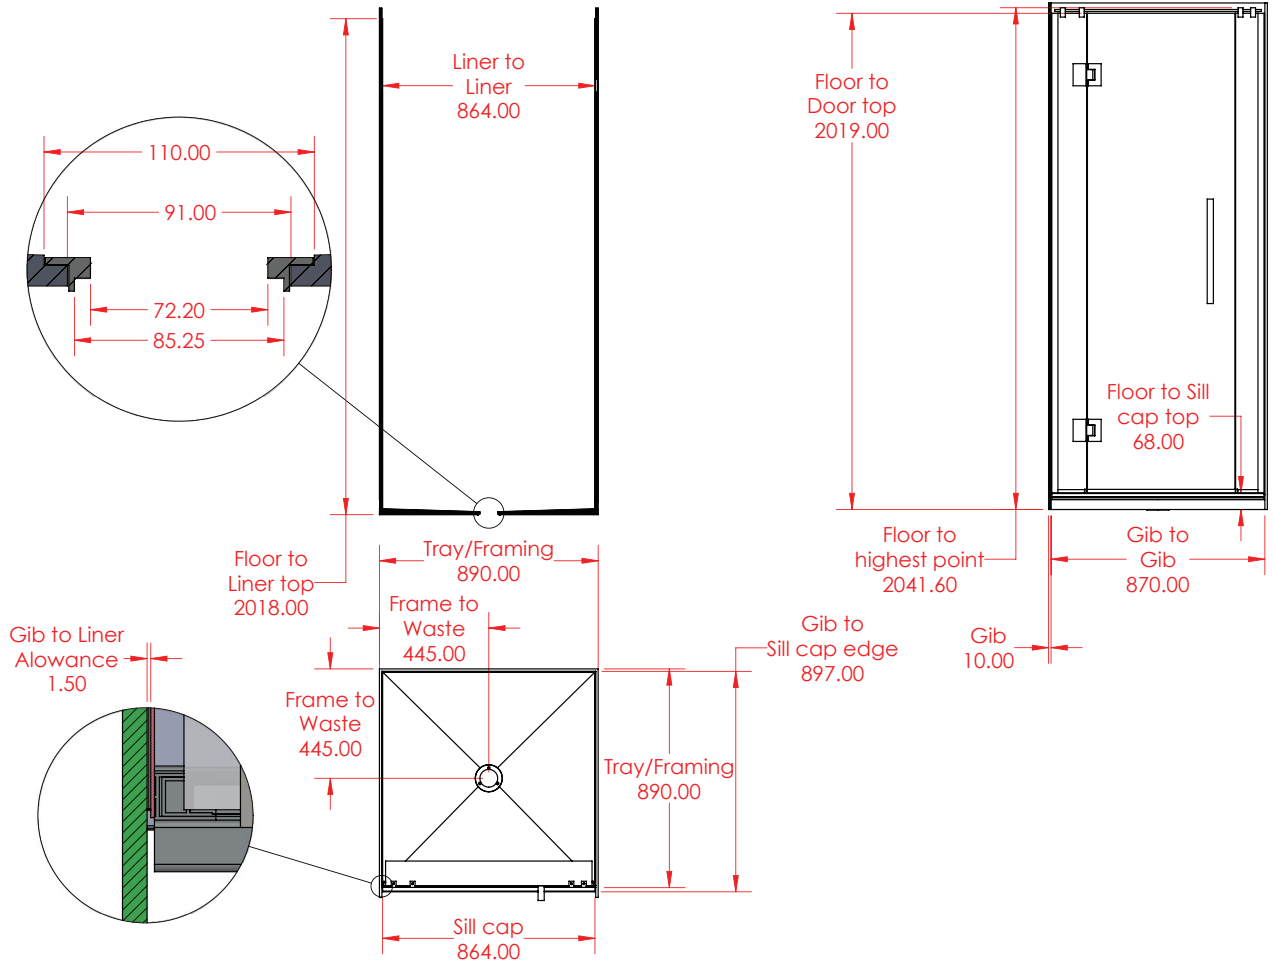 Liner to
Liner
864.00
110.00
91.00
72.20
85.25
Floor to
Liner top
2018.00
Floor to
Door top
2019.00
Floor to Sill
cap top
68.00
Floor to
highest point
2041.60
Gib to
Gib
870.00
Gib
10.00
Tray/Framing
890.00
Frame to
Waste
445.00
Gib to
Sill cap edge
897.00
Gib to Liner
Alowance
1.50
Frame to
Waste
445.00
Tray/Framing
890.00
Sill cap
864.00